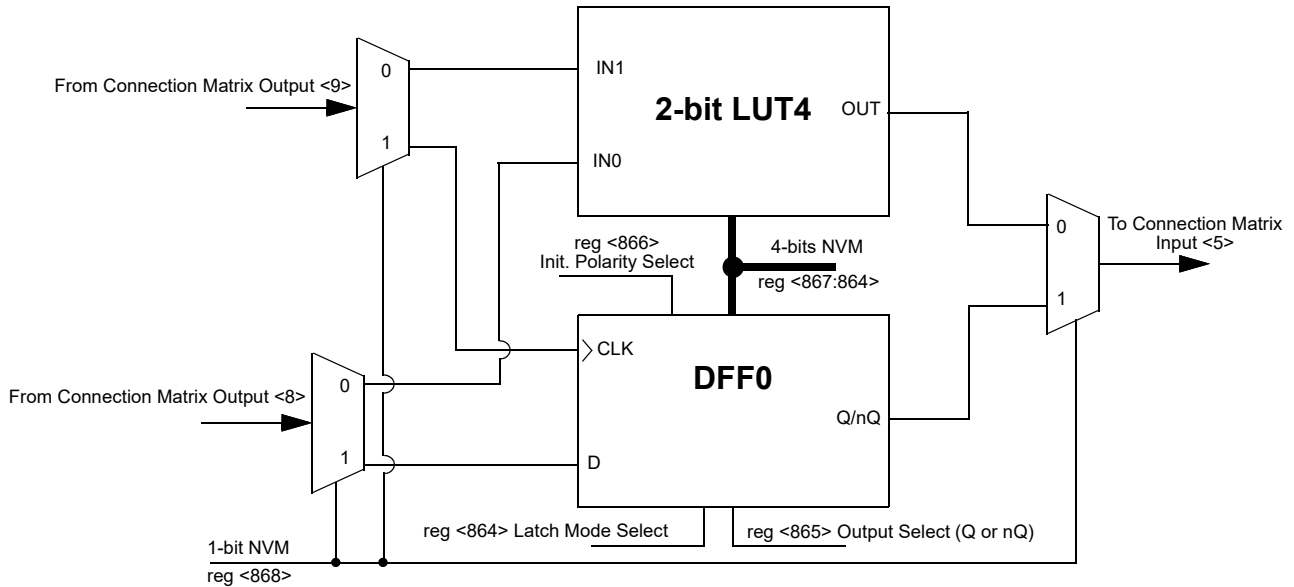 From Connection Matrix Output <9>
0
1
IN1
IN0
2-bit LUT4
OUT
reg <866>
Init. Polarity Select
4-bits NVM
reg <867:864>
0
1
To Connection Matrix
Input <5>
From Connection Matrix Output <8>
0
1
CLK
D
DFF0
Q/nQ
reg <864> Latch Mode Select
reg <865> Output Select (Q or nQ)
1-bit NVM
reg <868>